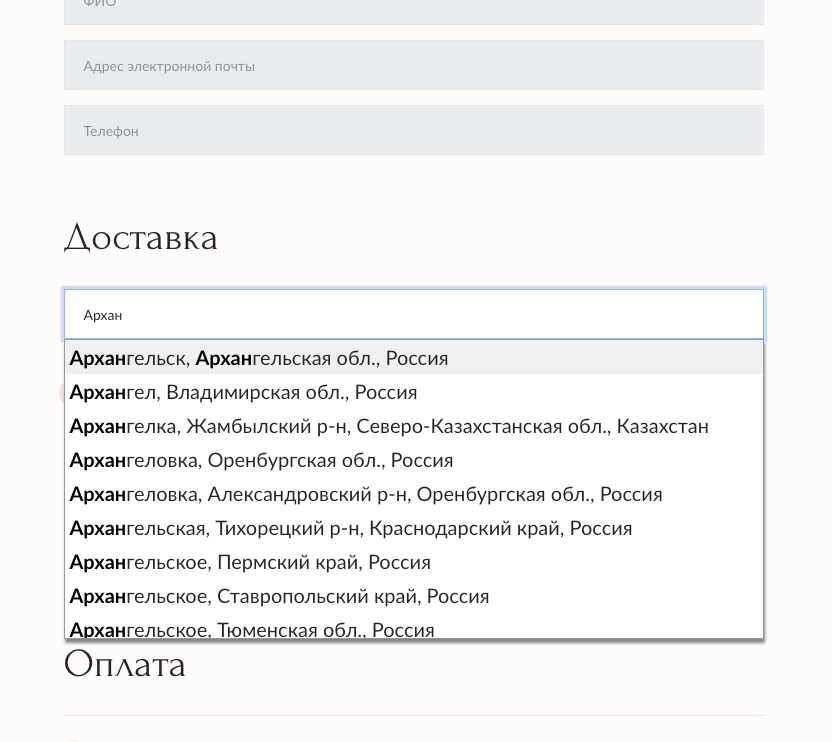 ФИО
Адрес электронной почты
Телефон
Доставка
Архан
Архангельск, Архангельская обл., Россия
Архангел, Владимирская обл., Россия
Архангелка, Жамбылский р-н, Северо-Казахстанская обл., Казахстан
Архангеловка, Оренбургская обл., Россия
Архангеловка, Александровский р-н, Оренбургская обл., Россия
Архангельская, Тихорецкий р-н, Краснодарский край, Россия
Архангельское, Пермский край, Россия
Архангельское, Ставропольский край, Россия
Архангельское, Тюменская обл., Россия
Оплата